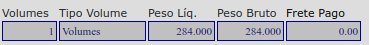 Volumes Tipo Volume Peso Líq. Peso Bruto Frete Pago
1 Volumes 284.000 284.000 0.00